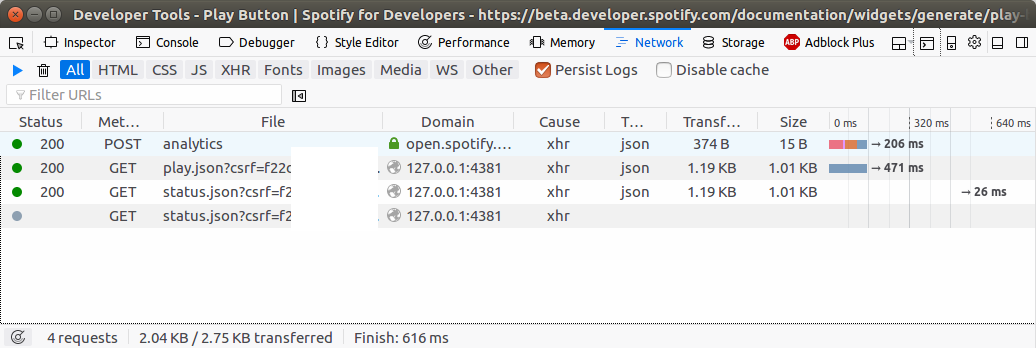 Developer Tools - Play Button | Spotify for Developers - https://beta.developer.spotify.com/documentation/widgets/generate/play-
Inspector Console Debugger {} Style Editor Performance Memory Network Storage ABP Adblock Plus
All HTML CSS JS XHR Fonts Images Media WS Other Persist Logs Disable cache
Filter URLs
Status Met... File Domain Cause T... Transf... Size 0 ms 320 ms 640 ms
200 POST analytics open.spotify.... xhr json 374 B 15 B → 206 ms
200 GET play.json?csrf=f22 127.0.0.1:4381 xhr json 1.19 KB 1.01 KB → 471 ms
200 GET status.json?csrf=f2 127.0.0.1:4381 xhr json 1.19 KB 1.01 KB → 26 ms
GET status.json?csrf=f2 127.0.0.1:4381 xhr
4 requests 2.04 KB / 2.75 KB transferred Finish: 616 ms